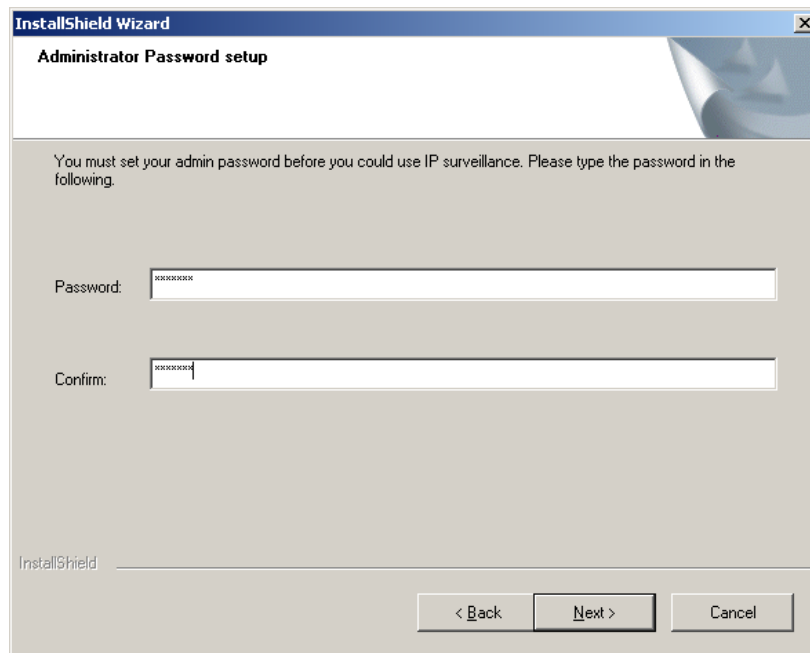 InstallShield Wizard
Administrator Password setup
You must set your admin password before you could use IP surveillance. Please type the password in the
following.
Password: *******
Confirm: *******
InstallShield
< Back Next > Cancel